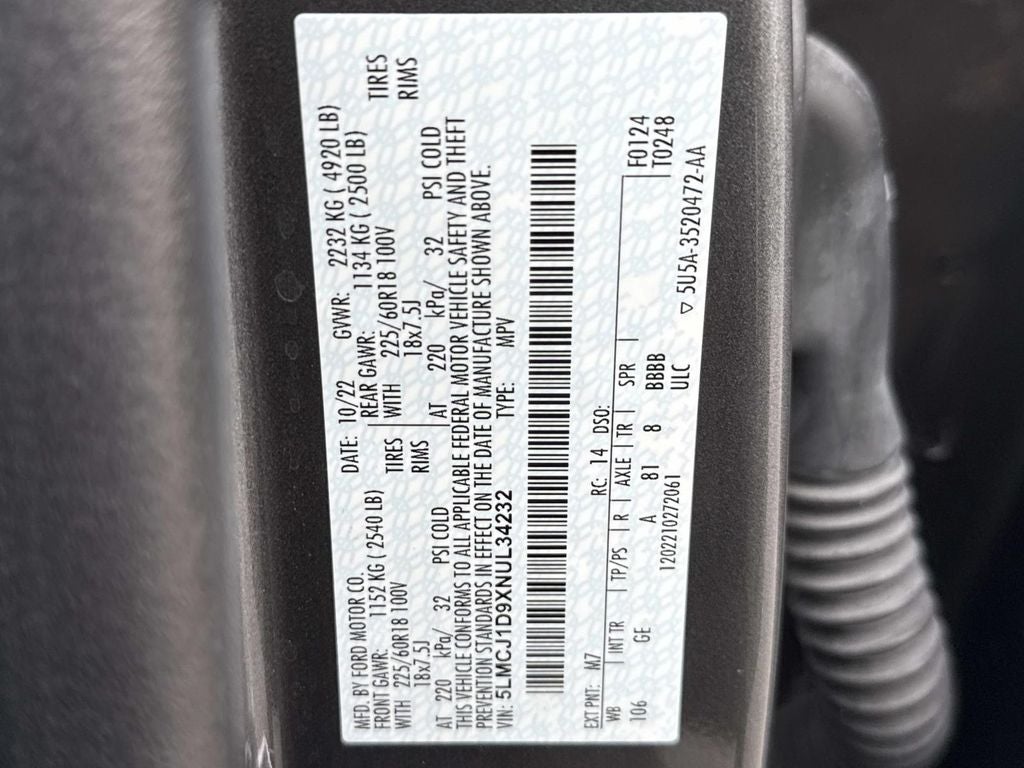 MFD. BY FORD MOTOR CO. DATE: 10/22 GVWR: 2232 KG ( 4920 LB)
FRONT GAWR: 1152 KG ( 2540 LB) REAR GAWR: 1134 KG ( 2500 LB)
WITH 225/60R18 100V TIRES WITH 225/60R18 100V TIRES
18x7.5J RIMS 18x7.5J RIMS
AT 220 kPa/ 32 PSI COLD AT 220 kPa/ 32 PSI COLD
THIS VEHICLE CONFORMS TO ALL APPLICABLE FEDERAL MOTOR VEHICLE SAFETY AND THEFT
PREVENTION STANDARDS IN EFFECT ON THE DATE OF MANUFACTURE SHOWN ABOVE.
VIN: 5LMCJ1D9XNUL34232 TYPE: MPV
EXT PNT: M7 RC: 14 DSO: F0124
WB INT TR TP/PS R AXLE TR SPR T0248
106 GE A 81 8 BBBB
12022102720​61 ULC ▽ 5U5A-3520472-AA